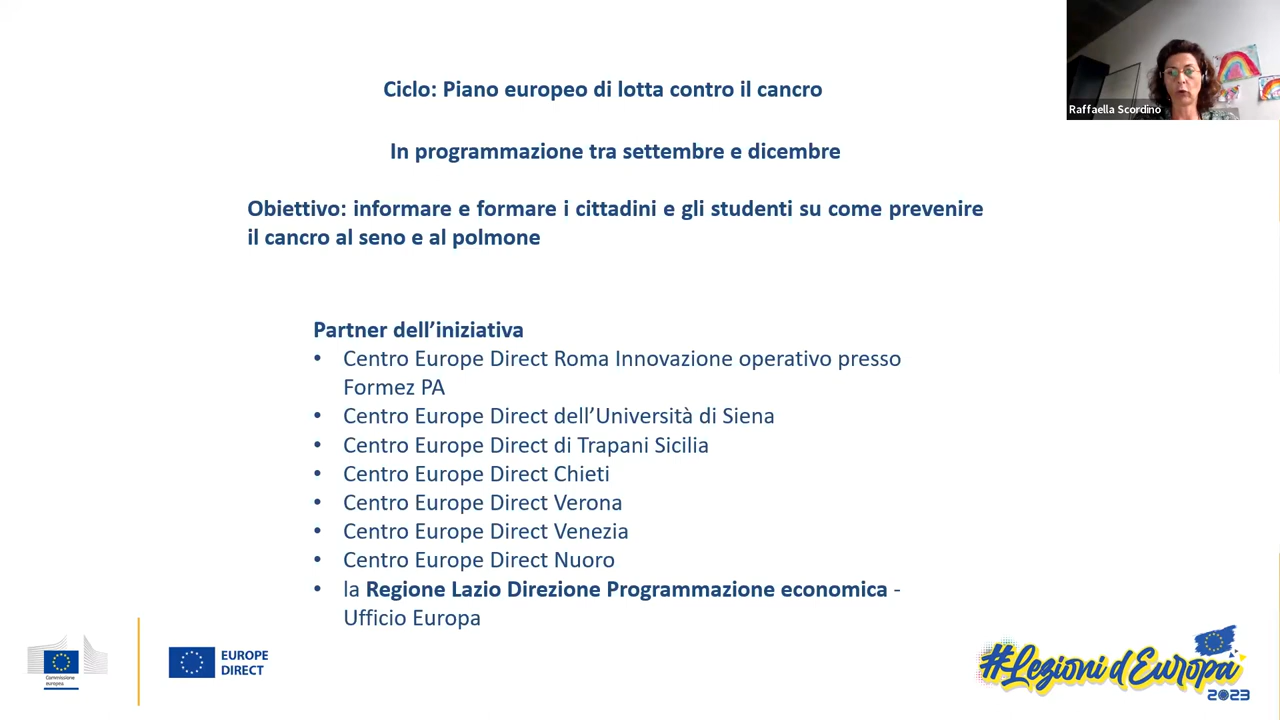 Ciclo: Piano europeo di lotta contro il cancro
Raffaella Scordino
In programmazione tra settembre e dicembre
Obiettivo: informare e formare i cittadini e gli studenti su come prevenire
il cancro al seno e al polmone
Partner dell’iniziativa
• Centro Europe Direct Roma Innovazione operativo presso
Formez PA
• Centro Europe Direct dell’Università di Siena
• Centro Europe Direct di Trapani Sicilia
• Centro Europe Direct Chieti
• Centro Europe Direct Verona
• Centro Europe Direct Venezia
• Centro Europe Direct Nuoro
• la Regione Lazio Direzione Programmazione economica -
Ufficio Europa
Commissione
europea
EUROPE
DIRECT
#Lezioni d'Europa
2023